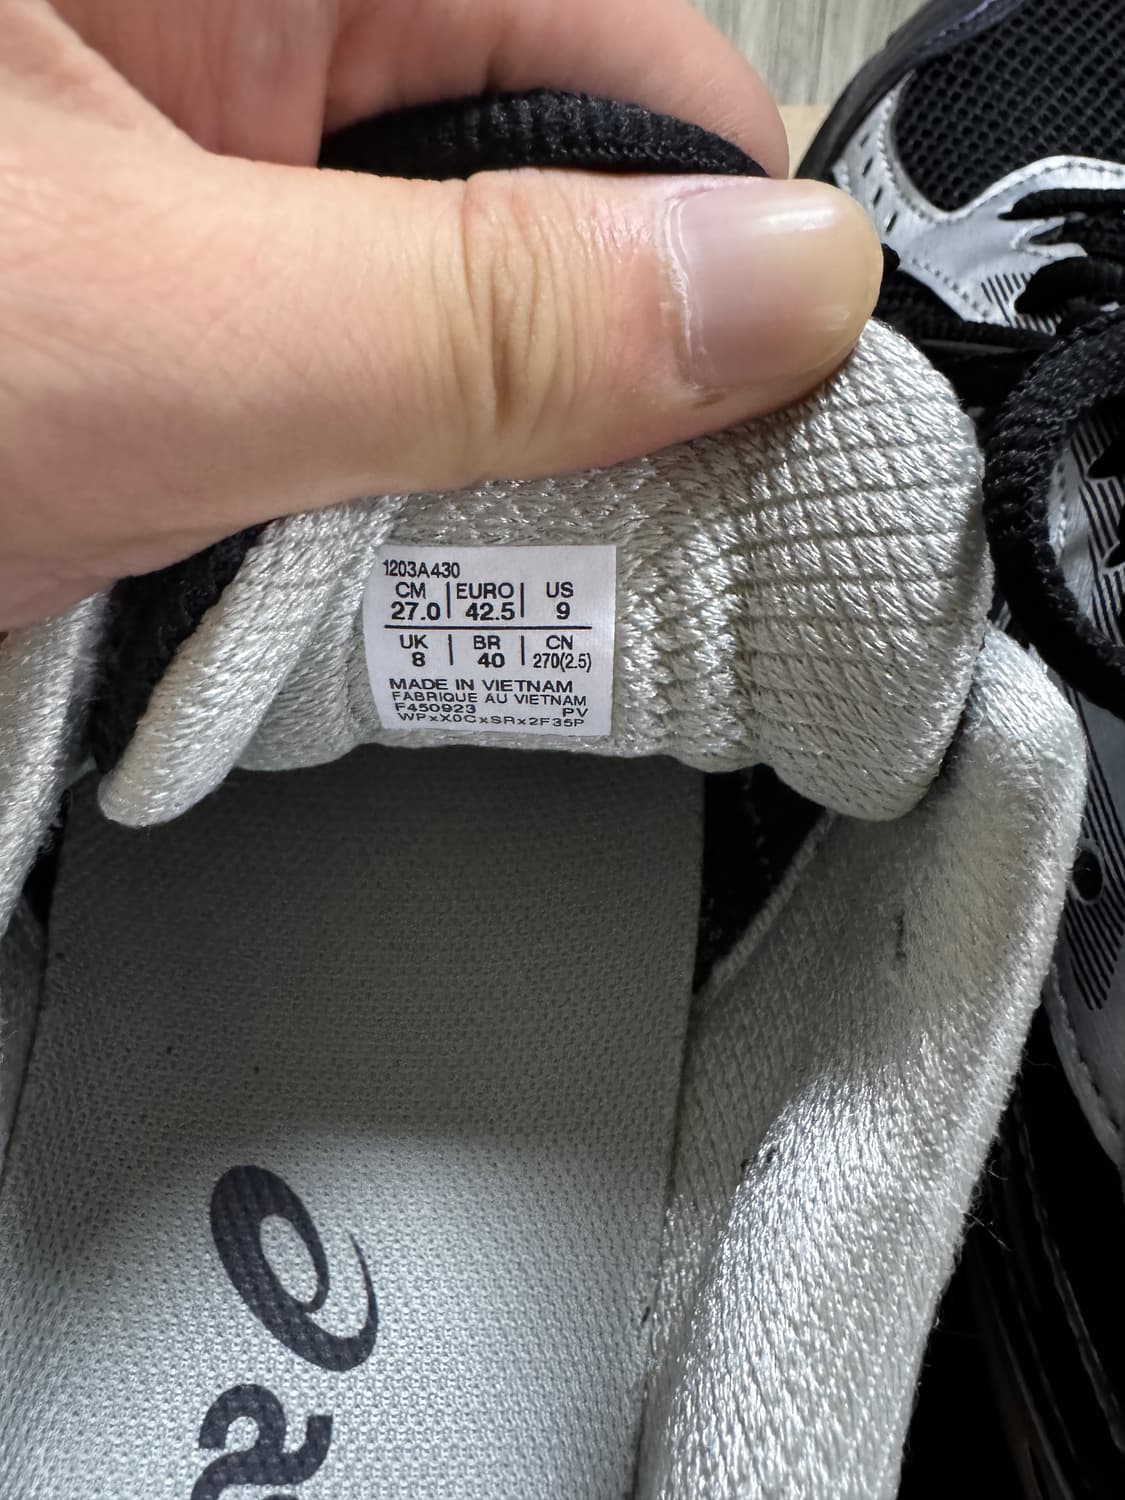 1203A430
CM | EURO | US
27.0 | 42.5 | 9
UK | BR | CN
8 | 40 | 270(2.5)
MADE IN VIETNAM
FABRIQUE AU VIETNAM
F450923 PV
WPxX0CxSRx2F35P